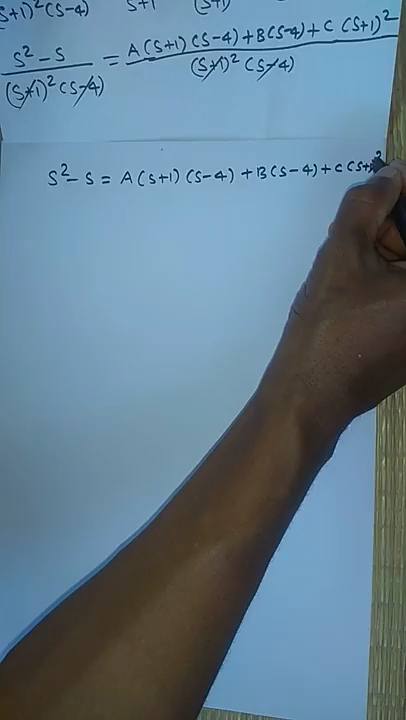 (S+1)²(S-4) S+1 (S+1)
S² - S / (S+1)²(S-4) = A(S+1)(S-4) + B(S-4) + C(S+1)² / (S+1)²(S-4)
S² - S = A(S+1)(S-4) + B(S-4) + C(S+1)²